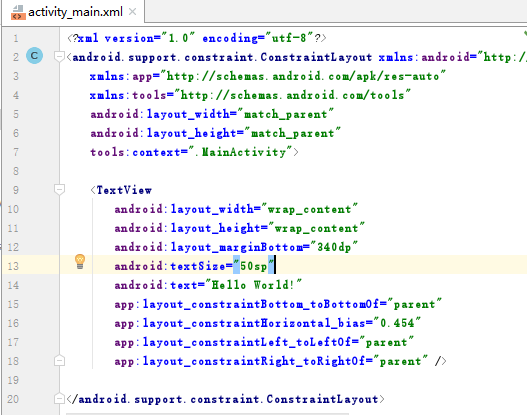 activity_main.xml ×
1 <?xml version="1.0" encoding="utf-8"?>
2 C <android.support.constraint.ConstraintLayout xmlns:android="http:/
3 xmlns:app="http://schemas.android.com/apk/res-auto"
4 xmlns:tools="http://schemas.android.com/tools"
5 android:layout_width="match_parent"
6 android:layout_height="match_parent"
7 tools:context=".MainActivity">
8
9 <TextView
10 android:layout_width="wrap_content"
11 android:layout_height="wrap_content"
12 android:layout_marginBottom="340dp"
13 android:textSize="50sp"
14 android:text="Hello World!"
15 app:layout_constraintBottom_toBottomOf="parent"
16 app:layout_constraintHorizontal_bias="0.454"
17 app:layout_constraintLeft_toLeftOf="parent"
18 app:layout_constraintRight_toRightOf="parent" />
19
20 </android.support.constraint.ConstraintLayout>